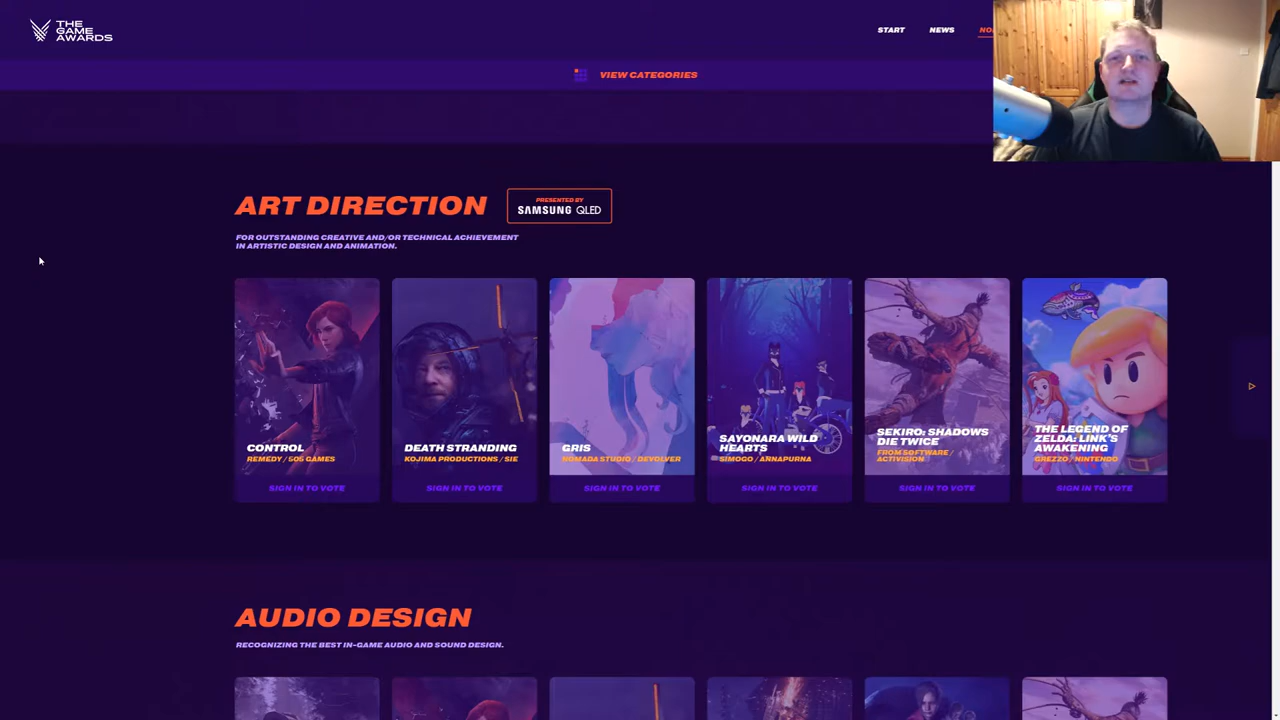 THE
GAME
AWARDS
START
NEWS
VIEW CATEGORIES
ART DIRECTION
PRESENTED BY
SAMSUNG QLED
FOR OUTSTANDING CREATIVE AND/OR TECHNICAL ACHIEVEMENT
IN ARTISTIC DESIGN AND ANIMATION.
CONTROL
REMEDY / 505 GAMES
SIGN IN TO VOTE
DEATH STRANDING
KOJIMA PRODUCTIONS / SIE
SIGN IN TO VOTE
GRIS
NOMADA STUDIO / DEVOLVER
SIGN IN TO VOTE
SAYONARA WILD
HEARTS
SIMOGO / ANNAPURNA
SIGN IN TO VOTE
SEKIRO: SHADOWS
DIE TWICE
FROM SOFTWARE /
ACTIVISION
SIGN IN TO VOTE
THE LEGEND OF
ZELDA: LINK'S
AWAKENING
GREZZO / NINTENDO
SIGN IN TO VOTE
AUDIO DESIGN
RECOGNIZING THE BEST IN-GAME AUDIO AND SOUND DESIGN.